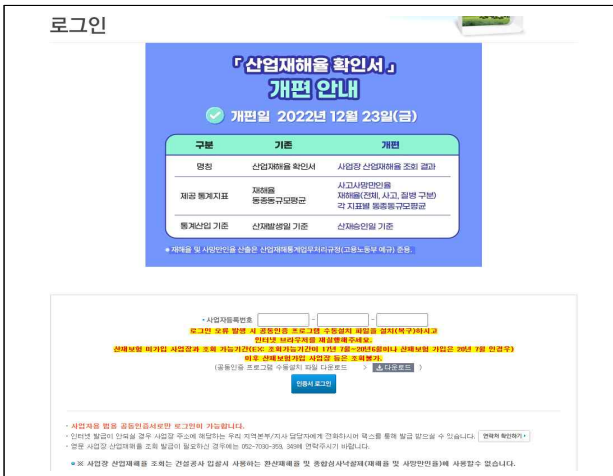 로그인
「산업재해율 확인서」
개편 안내
개편일 2022년 12월 23일(금)
구분 기존 개편
명칭 산업재해율 확인서 사업장 산업재해율 조회 결과
제공 통계지표 재해율 동종동규모평균 사고사망만인율 재해율(전체, 사고, 질병 구분) 각 지표별 동종동규모평균
통계산입 기준 산재발생일 기준 산재승인일 기준
* 재해율 및 사망만인율 산출은 산업재해통계업무처리규정(고용노동부 예규) 준용.
• 사업자등록번호 - -
로그인 오류 발생 시 공동인증 프로그램 수동설치 파일을 설치(복구)하시고
인터넷 브라우저를 재실행해주세요.
산재보험 미가입 사업장과 조회 가능기간(EX: 조회가능기간이 17년 7월~20년6월이나 산재보험 가입은 20년 7월 인경우)
이후 산재보험가입 사업장 등은 조회불가.
(공동인증 프로그램 수동설치 파일 다운로드 > 다운로드 )
인증서 로그인
• 사업자용 범용 공동인증서로만 로그인이 가능합니다.
• 인터넷 발급이 안되실 경우 사업장 주소에 해당하는 우리 지역본부/지사 담당자에게 전화하시어 팩스를 통해 발급 받으실 수 있습니다. 연락처 확인하기
• 영문 사업장 산업재해율 조회 발급이 필요하신 경우에는 052-7030-353, 349에 연락주시기 바랍니다.
※ 사업장 산업재해율 조회는 건설공사 입찰시 사용하는 환산재해율 및 종합심사낙찰제(재해율 및 사망만인율)에 사용할수 없습니다.